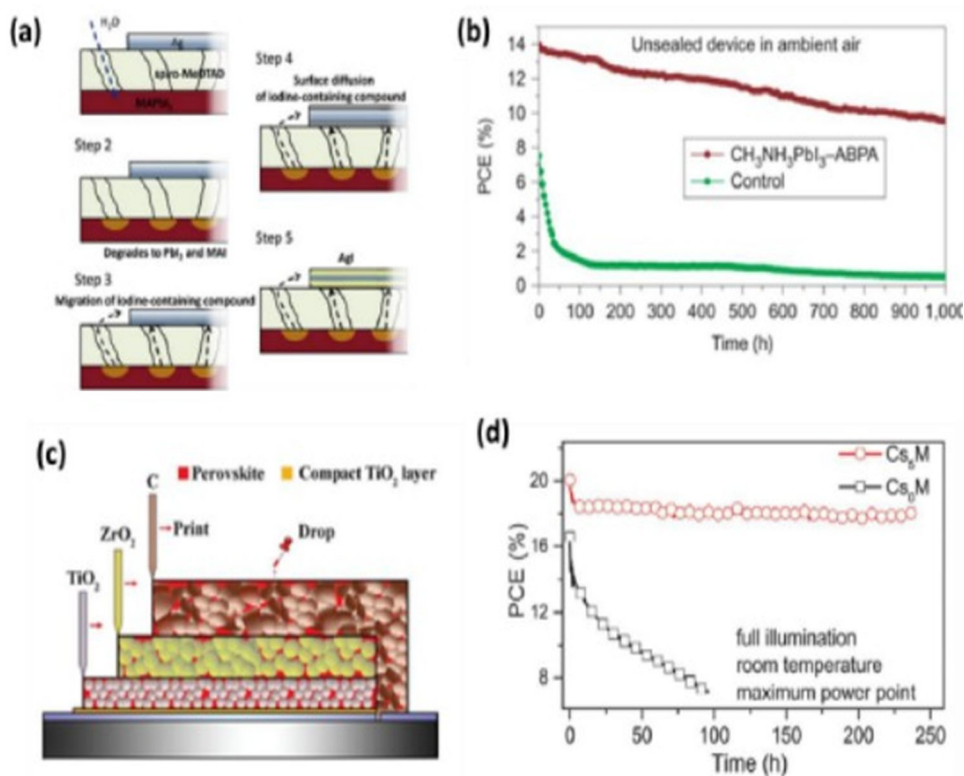 (a)
H₂O
Ag
spiro-MeOTAD
MAPbI₃
Step 2
Degrades to PbI₂ and MAI
Step 3
Migration of iodine-containing compound
Step 4
Surface diffusion
of iodine-containing compound
Step 5
AgI
(b)
Unsealed device in ambient air
PCE (%)
14
12
10
8
6
4
2
0
CH₃NH₃PbI₃–ABPA
Control
0 100 200 300 400 500 600 700 800 900 1,000
Time (h)
(c)
Perovskite
Compact TiO₂ layer
C
Print
Drop
ZrO₂
TiO₂
(d)
Cs₅M
Cs₀M
PCE (%)
20
16
12
8
full illumination
room temperature
maximum power point
0 50 100 150 200 250
Time (h)